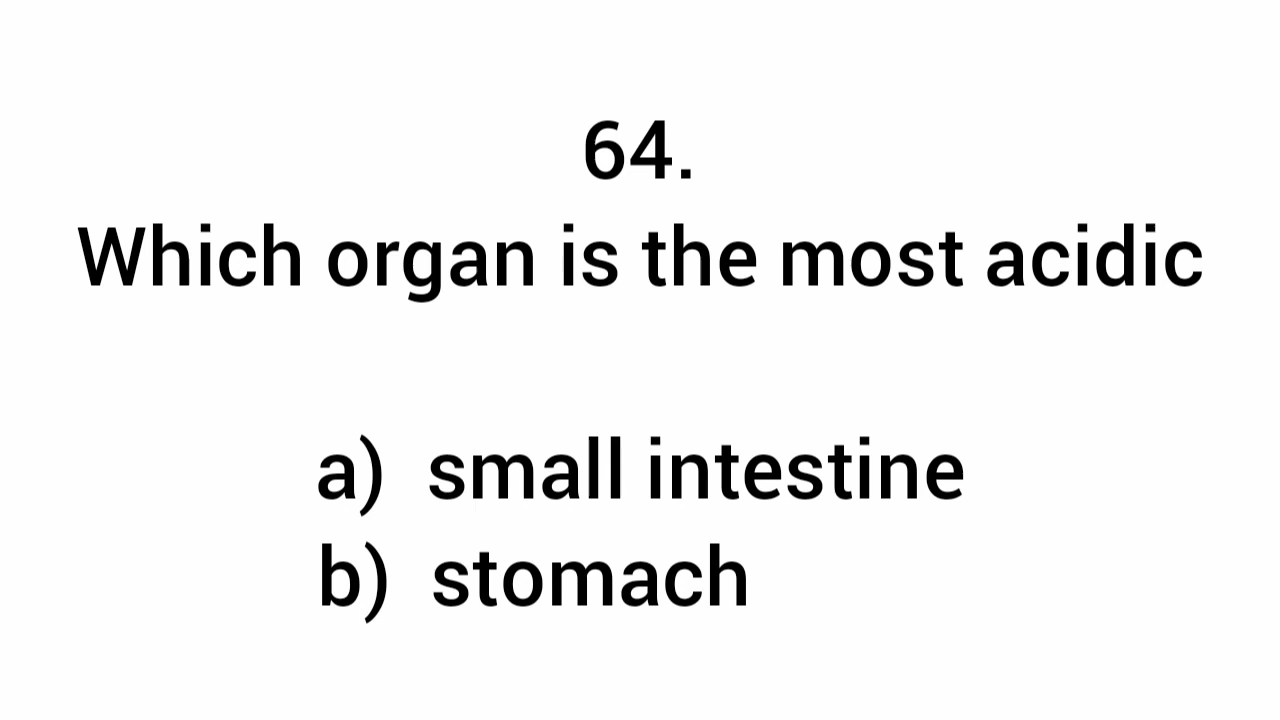 64.
Which organ is the most acidic
a) small intestine
b) stomach